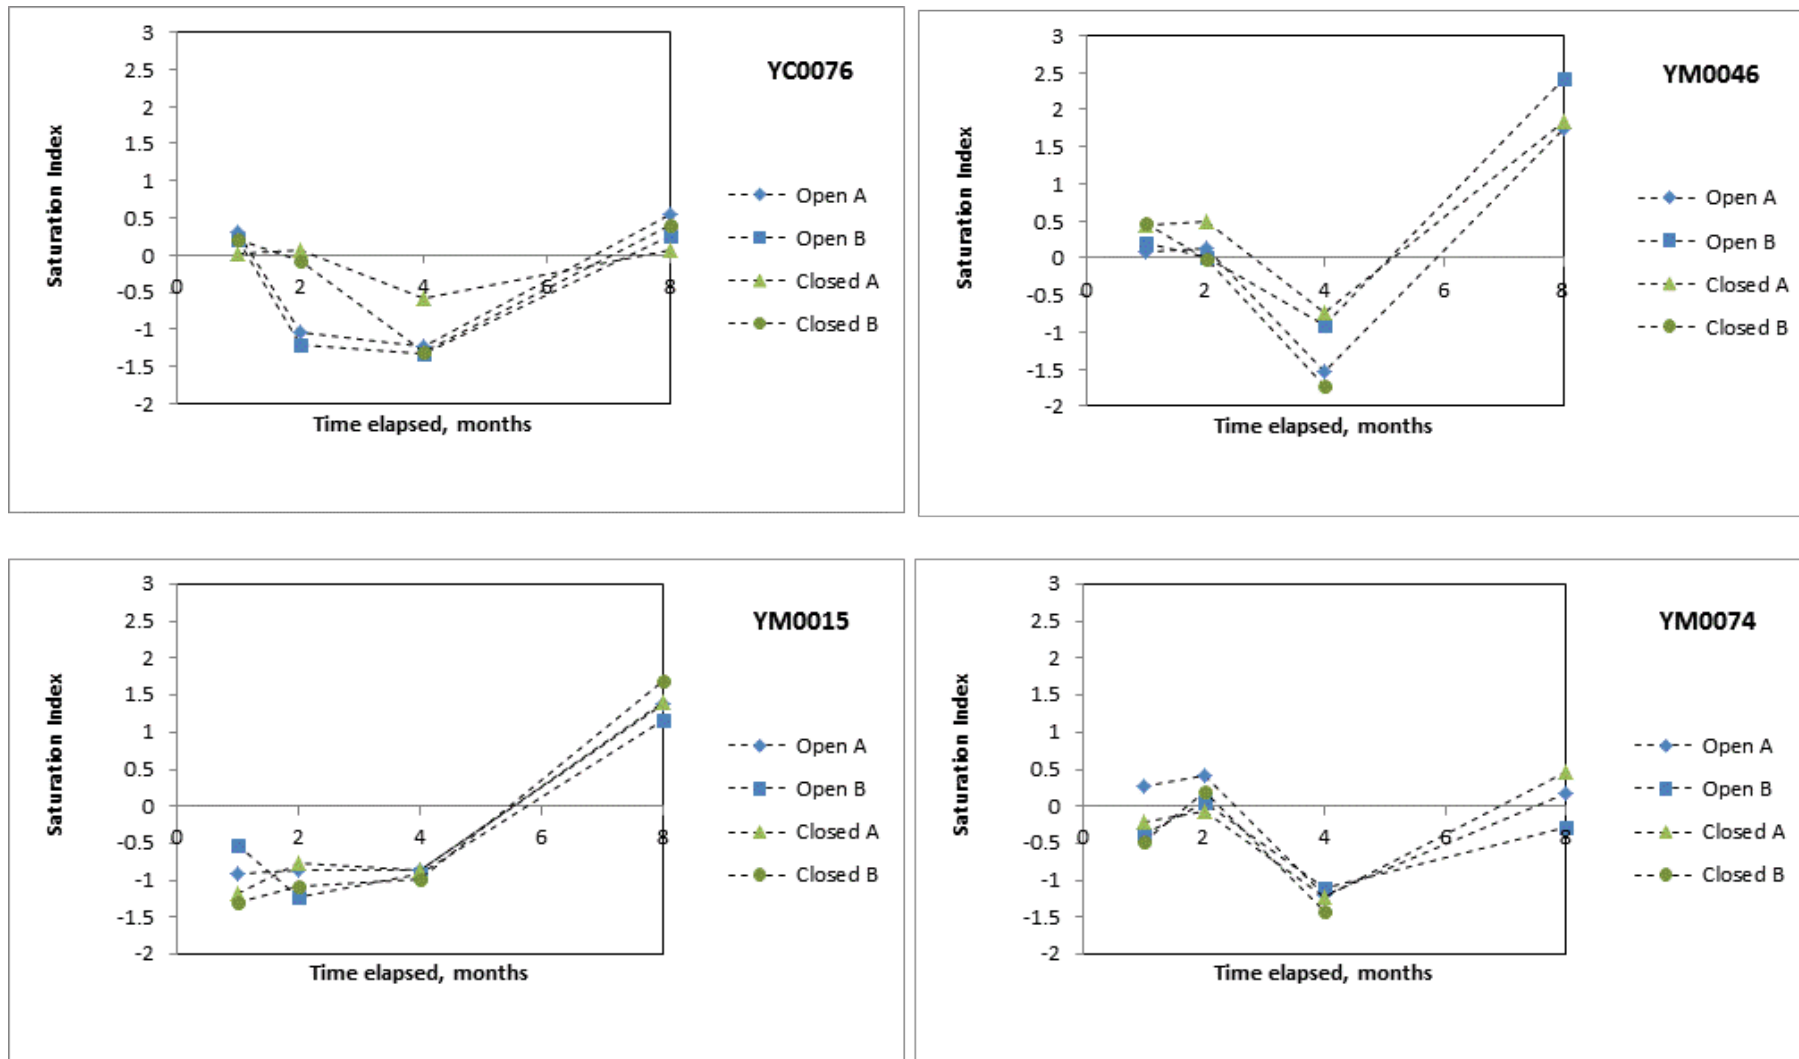 YC0076
Saturation Index
3
2.5
2
1.5
1
0.5
0
-0.5
-1
-1.5
-2
0
2
4
6
8
Time elapsed, months
Open A
Open B
Closed A
Closed B
YM0046
Saturation Index
3
2.5
2
1.5
1
0.5
0
-0.5
-1
-1.5
-2
0
2
4
6
8
Time elapsed, months
Open A
Open B
Closed A
Closed B
YM0015
Saturation Index
3
2.5
2
1.5
1
0.5
0
-0.5
-1
-1.5
-2
0
2
4
6
8
Time elapsed, months
Open A
Open B
Closed A
Closed B
YM0074
Saturation Index
3
2.5
2
1.5
1
0.5
0
-0.5
-1
-1.5
-2
0
2
4
6
8
Time elapsed, months
Open A
Open B
Closed A
Closed B